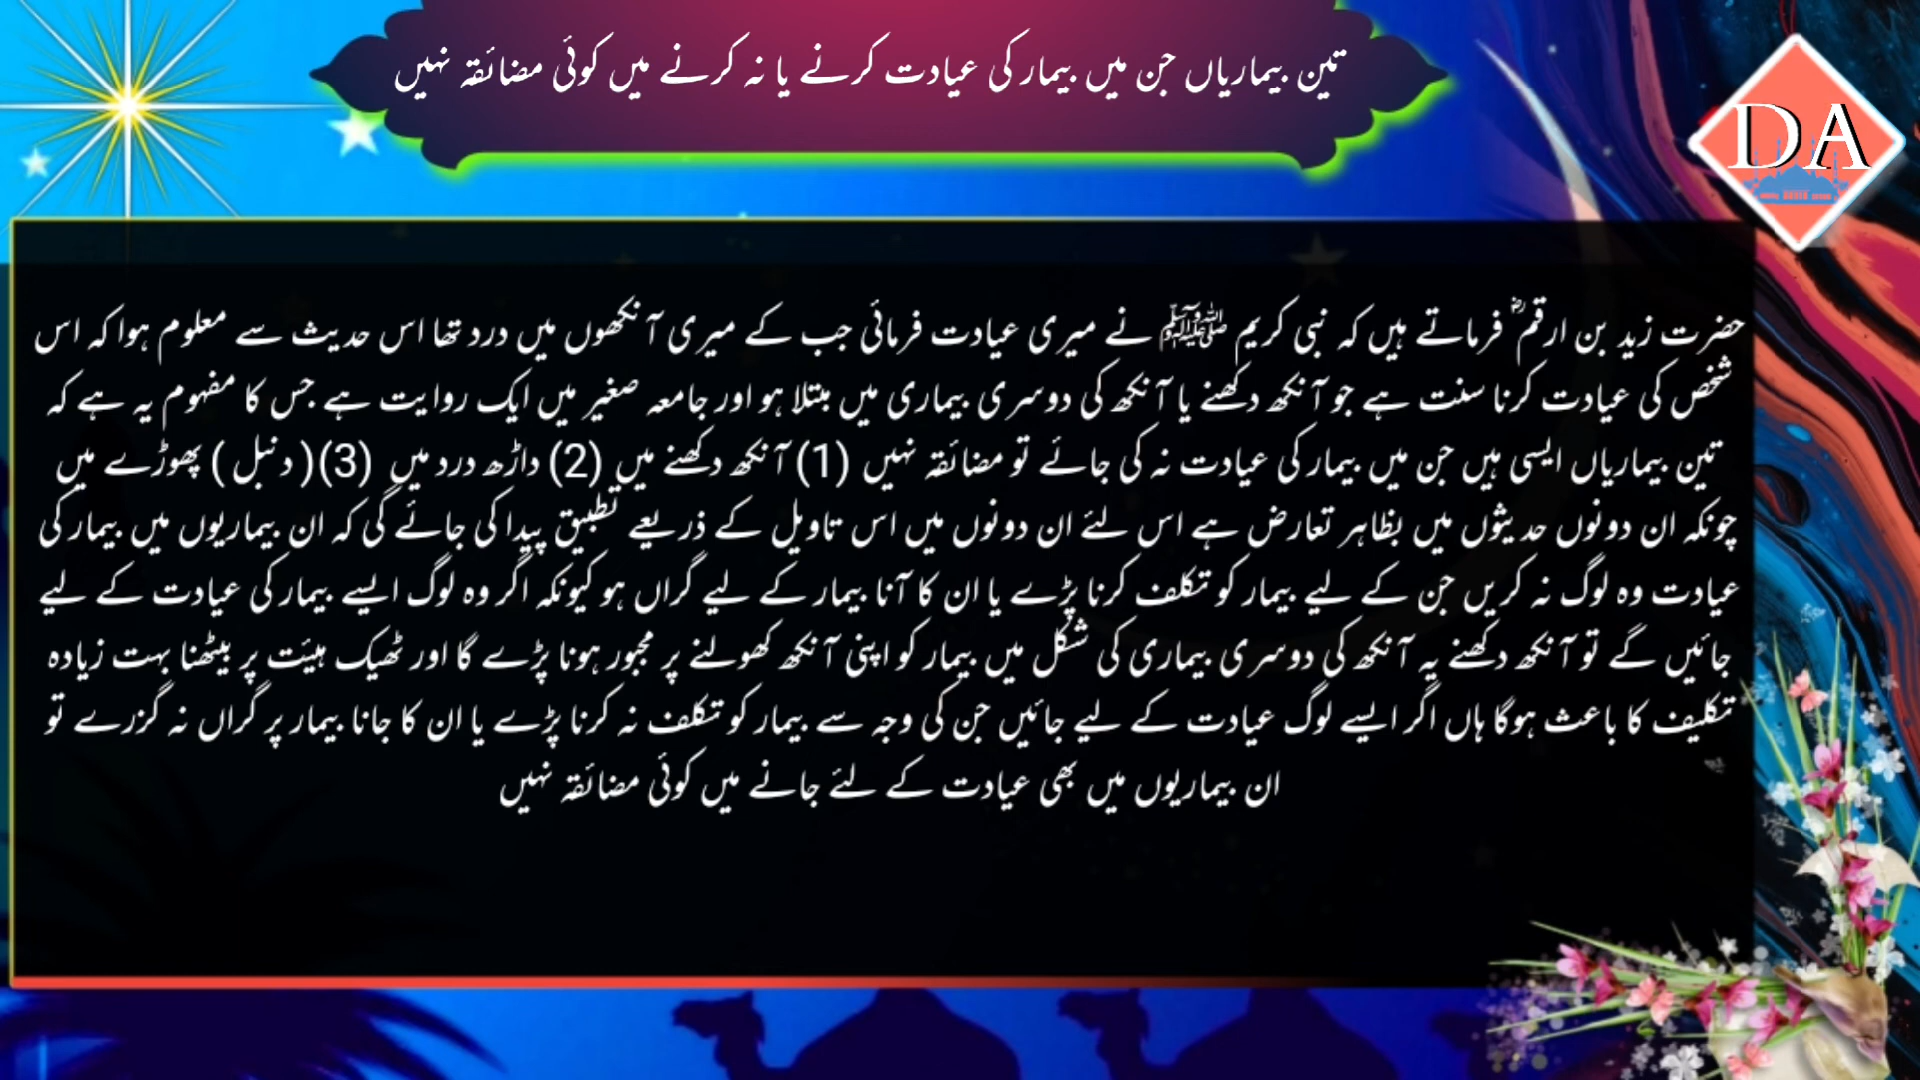 تین بیماریاں جن میں بیمار کی عیادت کرنے یا نہ کرنے میں کوئی مضائقہ نہیں
DA
حضرت زید بن ارقمؓ فرماتے ہیں کہ نبی کریم ﷺ نے میری عیادت فرمائی جب کے میری آنکھوں میں درد تھا اس حدیث سے معلوم ہوا کہ اس
شخص کی عیادت کرنا سنت ہے جو آنکھ دکھنے یا آنکھ کی دوسری بیماری میں مبتلا ہو اور جامعہ صغیر میں ایک روایت ہے جس کا مفہوم یہ ہے کہ
تین بیماریاں ایسی ہیں جن میں بیمار کی عیادت نہ کی جائے تو مضائقہ نہیں (1) آنکھ دکھنے میں (2) داڑھ درد میں (3)( دنبل ) پھوڑے میں
چونکہ ان دونوں حدیثوں میں بظاہر تعارض ہے اس لئے ان دونوں میں اس تاویل کے ذریعے تطبیق پیدا کی جائے گی کہ ان بیماریوں میں بیمار کی
عیادت وہ لوگ نہ کریں جن کے لیے بیمار کو تکلف کرنا پڑے یا ان کا آنا بیمار کے لیے گراں ہو کیونکہ اگر وہ لوگ ایسے بیمار کی عیادت کے لیے
جائیں گے تو آنکھ دکھنے یہ آنکھ کی دوسری بیماری کی شکل میں بیمار کو اپنی آنکھ کھولنے پر مجبور ہونا پڑے گا اور ٹھیک ہیئت پر بیٹھنا بہت زیادہ
تکلیف کا باعث ہوگا ہاں اگر ایسے لوگ عیادت کے لیے جائیں جن کی وجہ سے بیمار کو تکلف نہ کرنا پڑے یا ان کا جانا بیمار پر گراں نہ گزرے تو
ان بیماریوں میں بھی عیادت کے لئے جانے میں کوئی مضائقہ نہیں